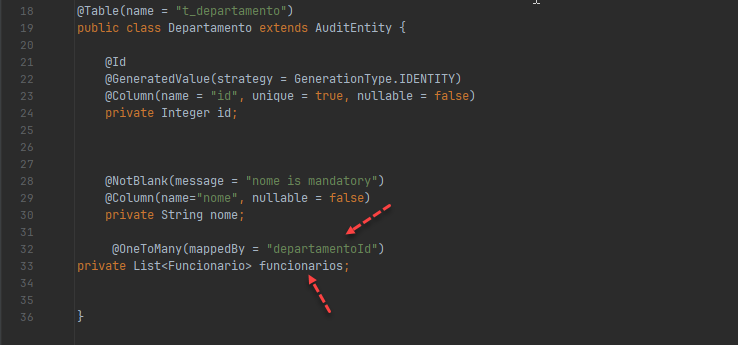 18 @Table(name = "t_departamento")
19 public class Departamento extends AuditEntity {
20
21 @Id
22 @GeneratedValue(strategy = GenerationType.IDENTITY)
23 @Column(name = "id", unique = true, nullable = false)
24 private Integer id;
25
26
27
28 @NotBlank(message = "nome is mandatory")
29 @Column(name="nome", nullable = false)
30 private String nome;
31
32 @OneToMany(mappedBy = "departamentoId")
33 private List<Funcionario> funcionarios;
34
35
36 }